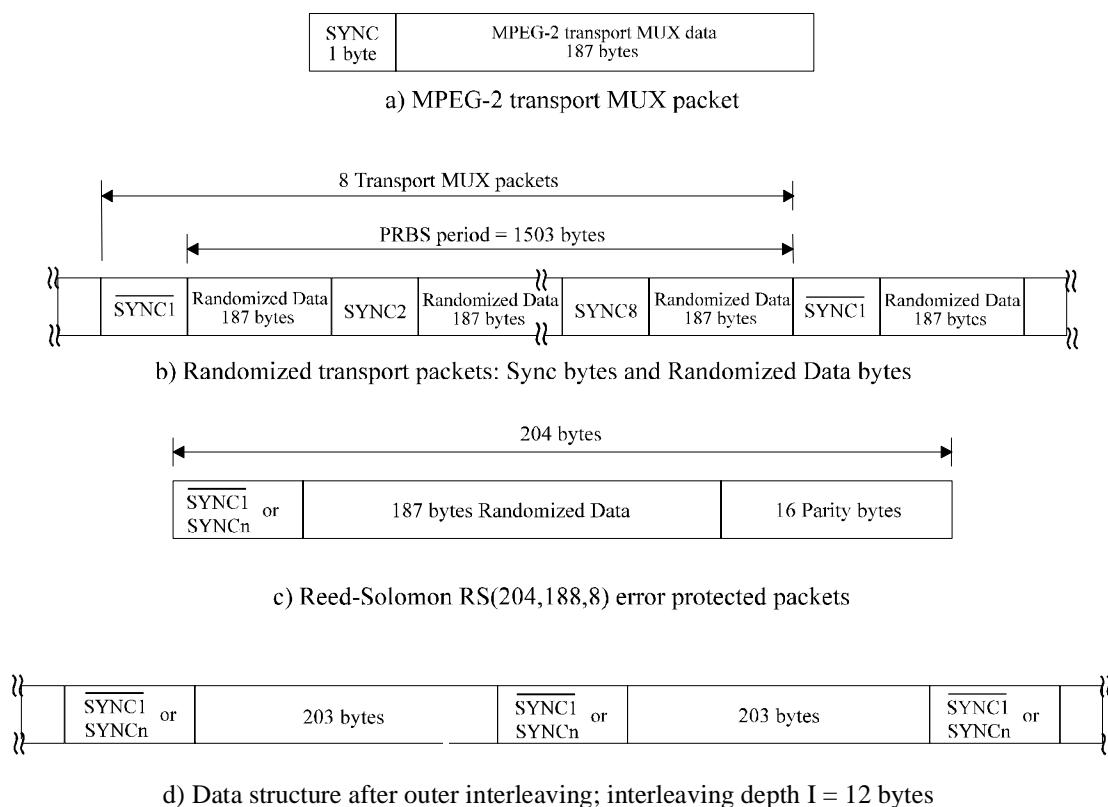 SYNC
1 byte
MPEG-2 transport MUX data
187 bytes
a) MPEG-2 transport MUX packet
8 Transport MUX packets
PRBS period = 1503 bytes
SYNC1
Randomized Data
187 bytes
SYNC2
Randomized Data
187 bytes
SYNC8
Randomized Data
187 bytes
SYNC1
Randomized Data
187 bytes
b) Randomized transport packets: Sync bytes and Randomized Data bytes
204 bytes
SYNC1 or
SYNCn
187 bytes Randomized Data
16 Parity bytes
c) Reed-Solomon RS(204,188,8) error protected packets
SYNC1 or
SYNCn
203 bytes
SYNC1 or
SYNCn
203 bytes
SYNC1 or
SYNCn
d) Data structure after outer interleaving; interleaving depth I = 12 bytes